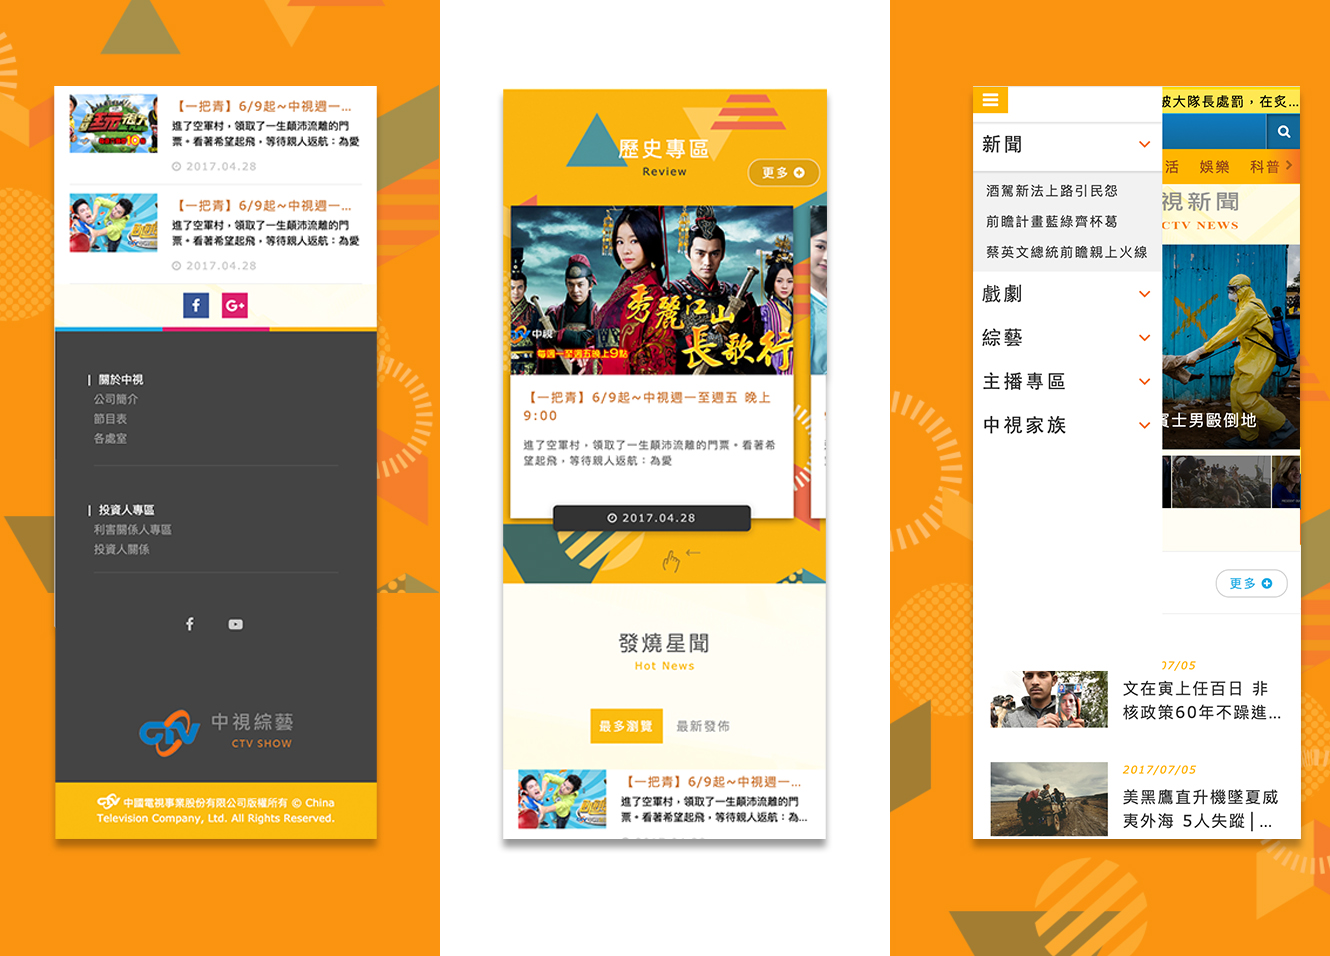 【一把青】6/9起~中視週一...
進了空軍村，領取了一生顛沛流離的門
票。看著希望起飛，等待親人返航：為愛
2017.04.28
【一把青】6/9起~中視週一...
進了空軍村，領取了一生顛沛流離的門
票。看著希望起飛，等待親人返航：為愛
2017.04.28
f
G+
關於中視
公司簡介
節目表
各處室
投資人專區
利害關係人專區
投資人關係
f
CTV 中視綜藝
CTV SHOW
CTV 中國電視事業股份有限公司版權所有 © China
Television Company, Ltd. All Rights Reserved.
歷史專區
Review
更多
秀麗江山
長歌行
中視
每週一至週五晚上9點
【一把青】6/9起~中視週一至週五 晚上
9:00
進了空軍村，領取了一生顛沛流離的門票。看著希
望起飛，等待親人返航：為愛
2017.04.28
發燒星聞
Hot News
最多瀏覽 最新發佈
【一把青】6/9起~中視週一...
進了空軍村，領取了一生顛沛流離的門
票。看著希望起飛，等待親人返航：為...
被大隊長處罰，在炙...
新聞
酒駕新法上路引民怨
前瞻計畫藍綠齊杯葛
蔡英文總統前瞻親上火線
戲劇
綜藝
主播專區
中視家族
活 娛樂 科普
視新聞
CTV NEWS
賓士男毆倒地
更多
07/05
文在寅上任百日 非
核政策60年不躁進...
2017/07/05
美黑鷹直升機墜夏威
夷外海 5人失蹤|...